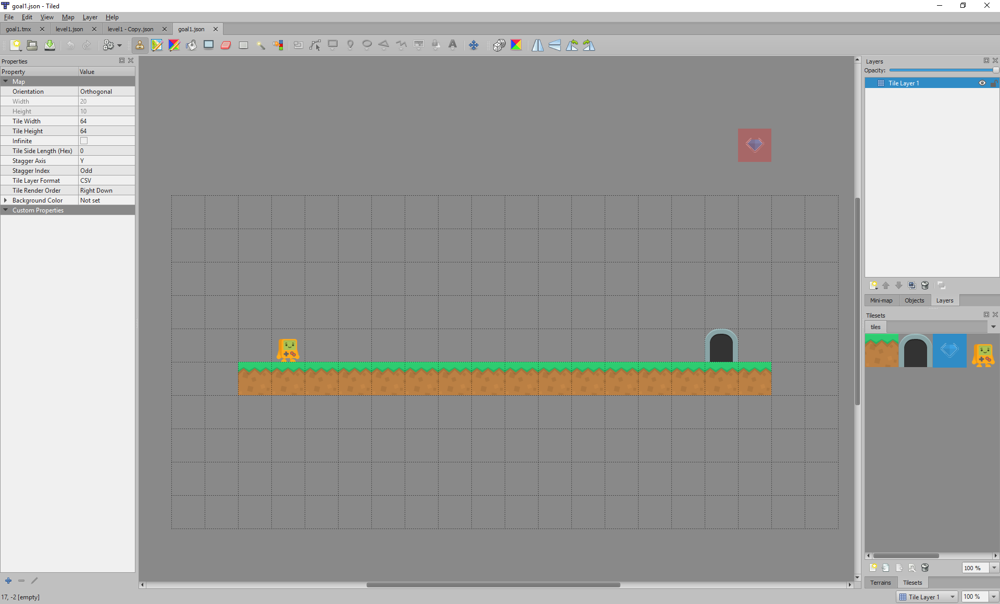 goal1.json - Tiled
File Edit View Map Layer Help
goal1.tmx level1.json level1 - Copy.json goal1.json
Properties
Property Value
Map
Orientation Orthogonal
Width 20
Height 10
Tile Width 64
Tile Height 64
Infinite
Tile Side Length (Hex) 0
Stagger Axis Y
Stagger Index Odd
Tile Layer Format CSV
Tile Render Order Right Down
Background Color Not set
Custom Properties
Layers
Opacity:
Tile Layer 1
Mini-map Objects Layers
Tilesets
tiles
100 %
Terrains Tilesets
17, -2 [empty]
Tile Layer 1 100 %